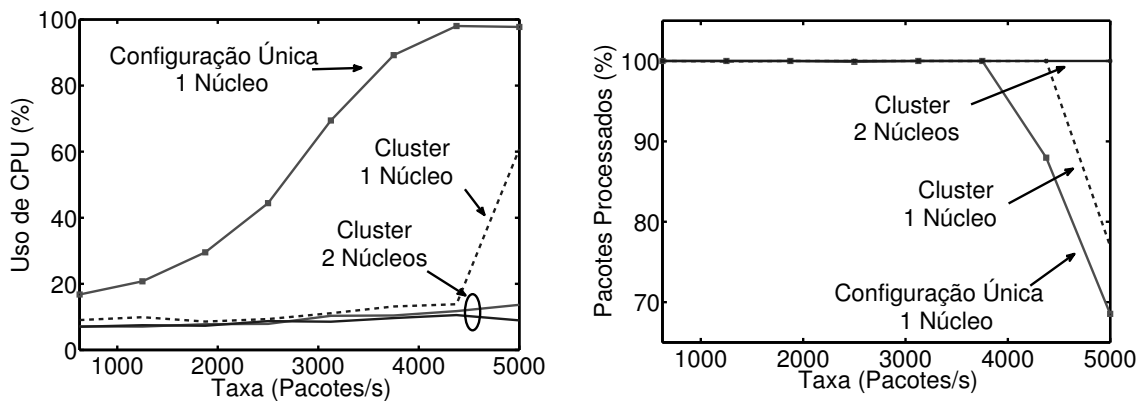 100
80
60
40
20
0
Uso de CPU (%)
Configuração Única
1 Núcleo
Cluster
1 Núcleo
Cluster
2 Núcleos
1000 2000 3000 4000 5000
Taxa (Pacotes/s)
100
90
80
70
Pacotes Processados (%)
Cluster
2 Núcleos
Cluster
1 Núcleo
Configuração Única
1 Núcleo
1000 2000 3000 4000 5000
Taxa (Pacotes/s)